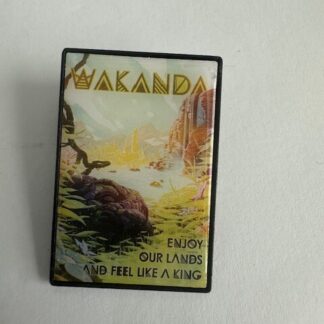 WAKANDA
ENJOY
OUR LANDS
AND FEEL LIKE A KING